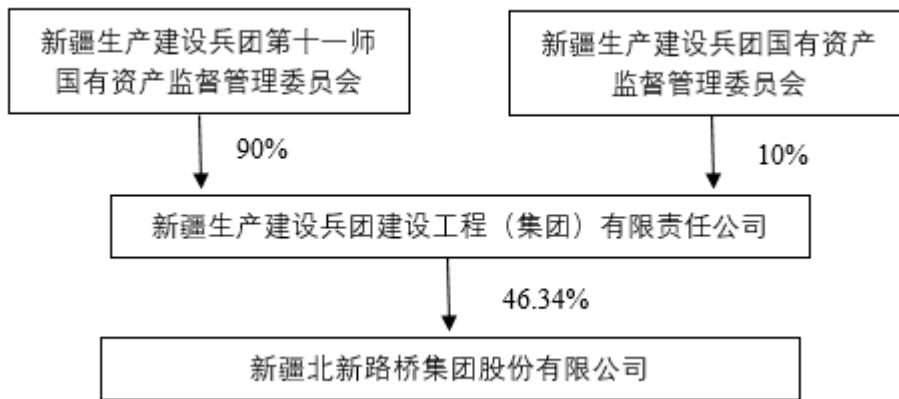 新疆生产建设兵团第十一师
国有资产监督管理委员会
新疆生产建设兵团国有资产
监督管理委员会
90%
10%
新疆生产建设兵团建设工程（集团）有限责任公司
46.34%
新疆北新路桥集团股份有限公司